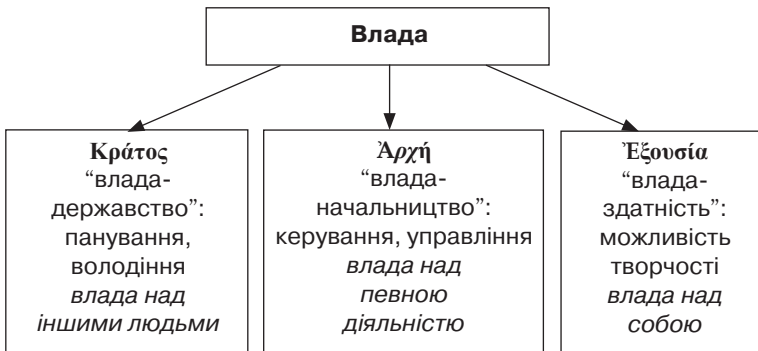 Влада
Κράτος
“влада-
державство”:
панування,
володіння
влада над
іншими людьми
Ἀρχή
“влада-
начальництво”:
керування, управління
влада над
певною
діяльністю
Ἐξουσία
“влада-
здатність”:
можливість
творчості
влада над
собою